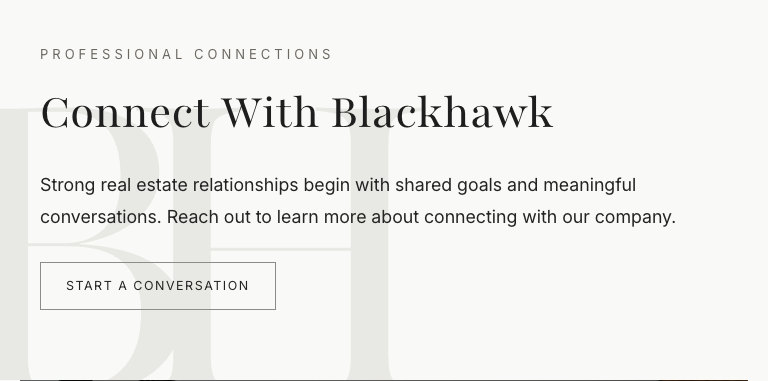 PROFESSIONAL CONNECTIONS
Connect With Blackhawk
Strong real estate relationships begin with shared goals and meaningful
conversations. Reach out to learn more about connecting with our company.
START A CONVERSATION
BH